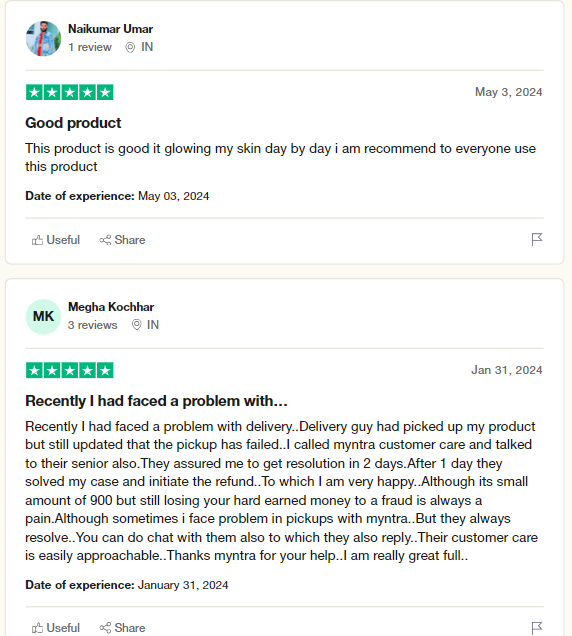 Naikumar Umar
1 review IN
May 3, 2024
Good product
This product is good it glowing my skin day by day i am recommend to everyone use
this product
Date of experience: May 03, 2024
Useful Share
MK
Megha Kochhar
3 reviews IN
Jan 31, 2024
Recently I had faced a problem with…
Recently I had faced a problem with delivery..Delivery guy had picked up my product
but still updated that the pickup has failed..I called myntra customer care and talked
to their senior also.They assured me to get resolution in 2 days.After 1 day they
solved my case and initiate the refund..To which I am very happy..Although its small
amount of 900 but still losing your hard earned money to a fraud is always a
pain.Although sometimes i face problem in pickups with myntra..But they always
resolve..You can do chat with them also to which they also reply..Their customer care
is easily approachable..Thanks myntra for your help..I am really great full..
Date of experience: January 31, 2024
Useful Share